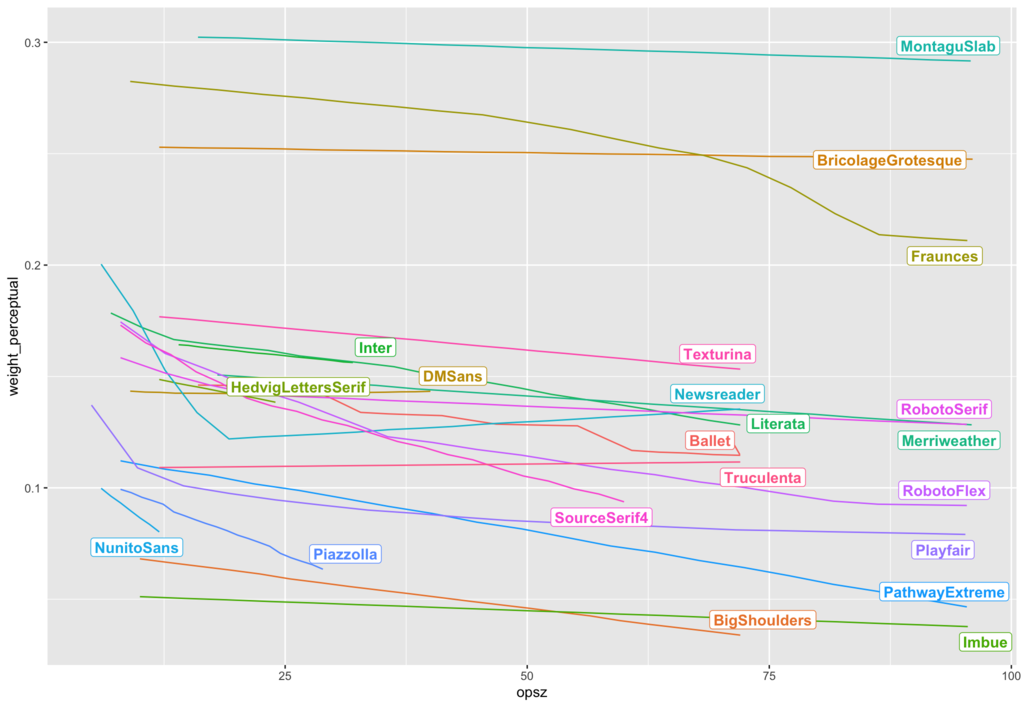 0.3
MontaguSlab
BricolageGrotesque
Fraunces
0.2
weight_perceptual
Inter
Texturina
DMSans
HedvigLettersSerif
Newsreader
RobotoSerif
Literata
Ballet
Merriweather
Truculenta
0.1
RobotoFlex
SourceSerif4
NunitoSans
Piazzolla
Playfair
PathwayExtreme
BigShoulders
Imbue
25
50
75
100
opsz